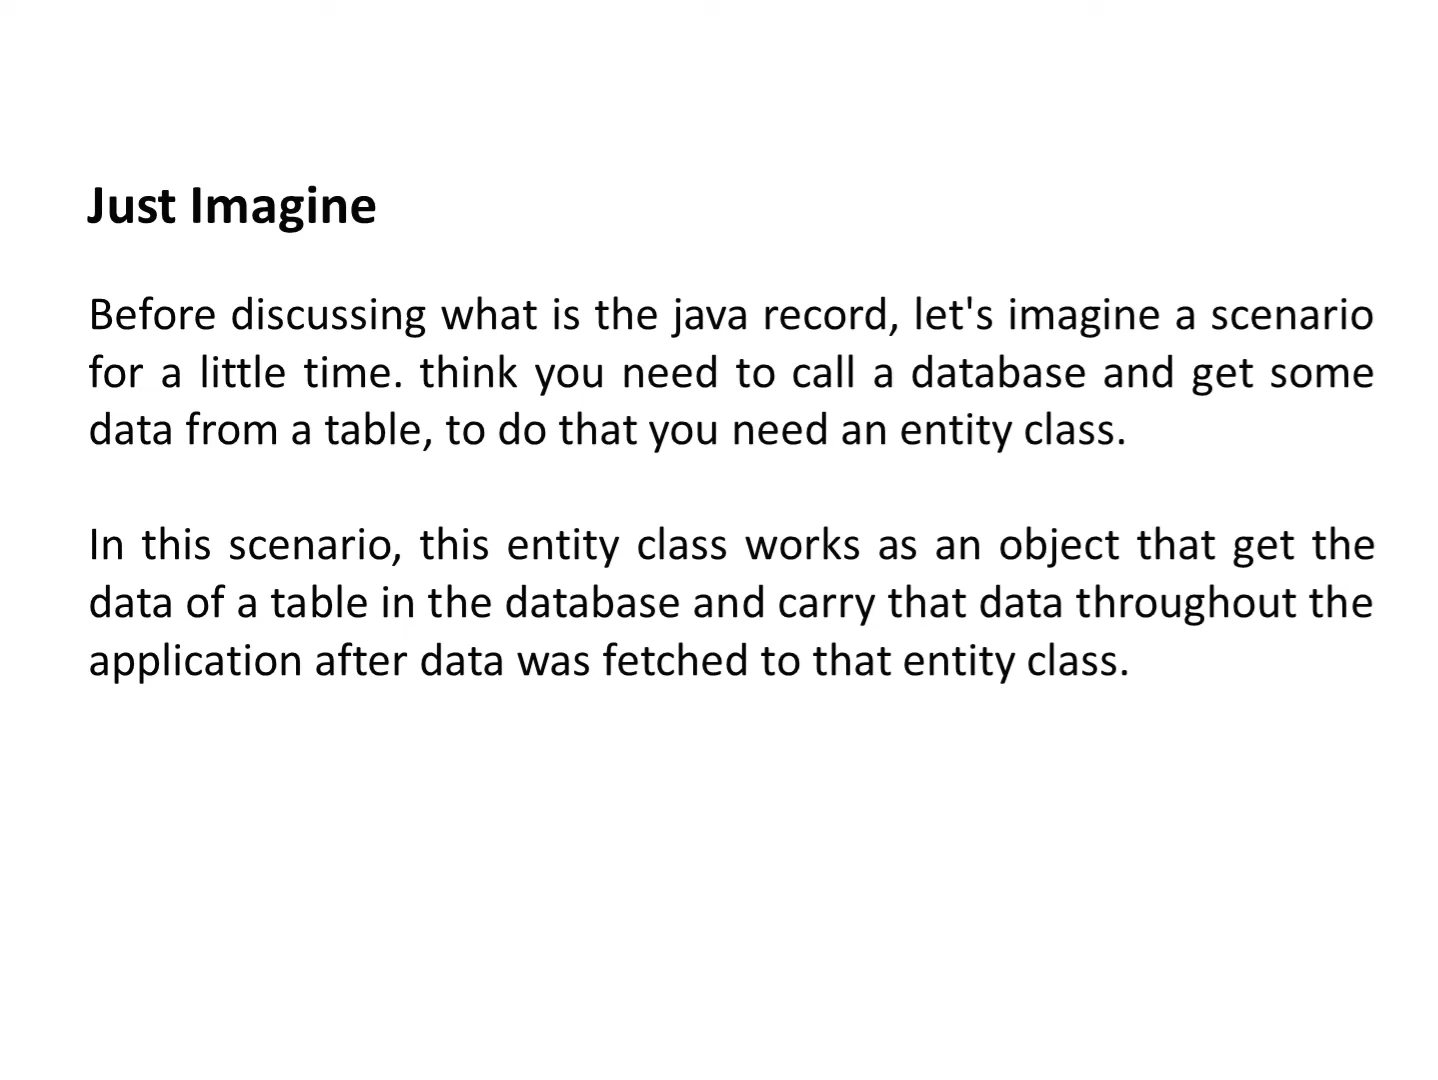 Just Imagine
Before discussing what is the java record, let's imagine a scenario
for a little time. think you need to call a database and get some
data from a table, to do that you need an entity class.
In this scenario, this entity class works as an object that get the
data of a table in the database and carry that data throughout the
application after data was fetched to that entity class.